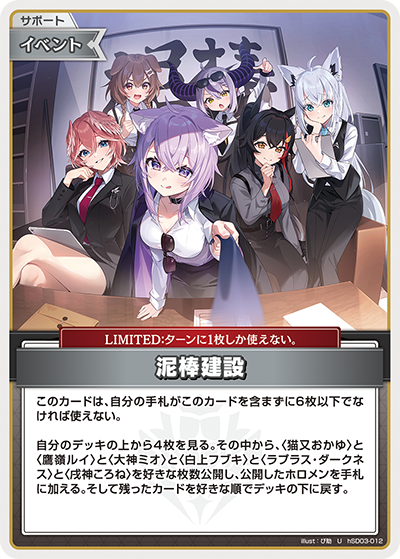 サポート
イベント
LIMITED:ターンに1枚しか使えない。
泥棒建設
このカードは、自分の手札がこのカードを含まずに6枚以下でな
ければ使えない。
自分のデッキの上から4枚を見る。その中から、〈猫又おかゆ〉と
〈鷹嶺ルイ〉と〈大神ミオ〉と〈白上フブキ〉と〈ラプラス・ダークネ
ス〉と〈戌神ころね〉を好きな枚数公開し、公開したホロメンを手札
に加える。そして残ったカードを好きな順でデッキの下に戻す。
illust：び助 U hSD03-012